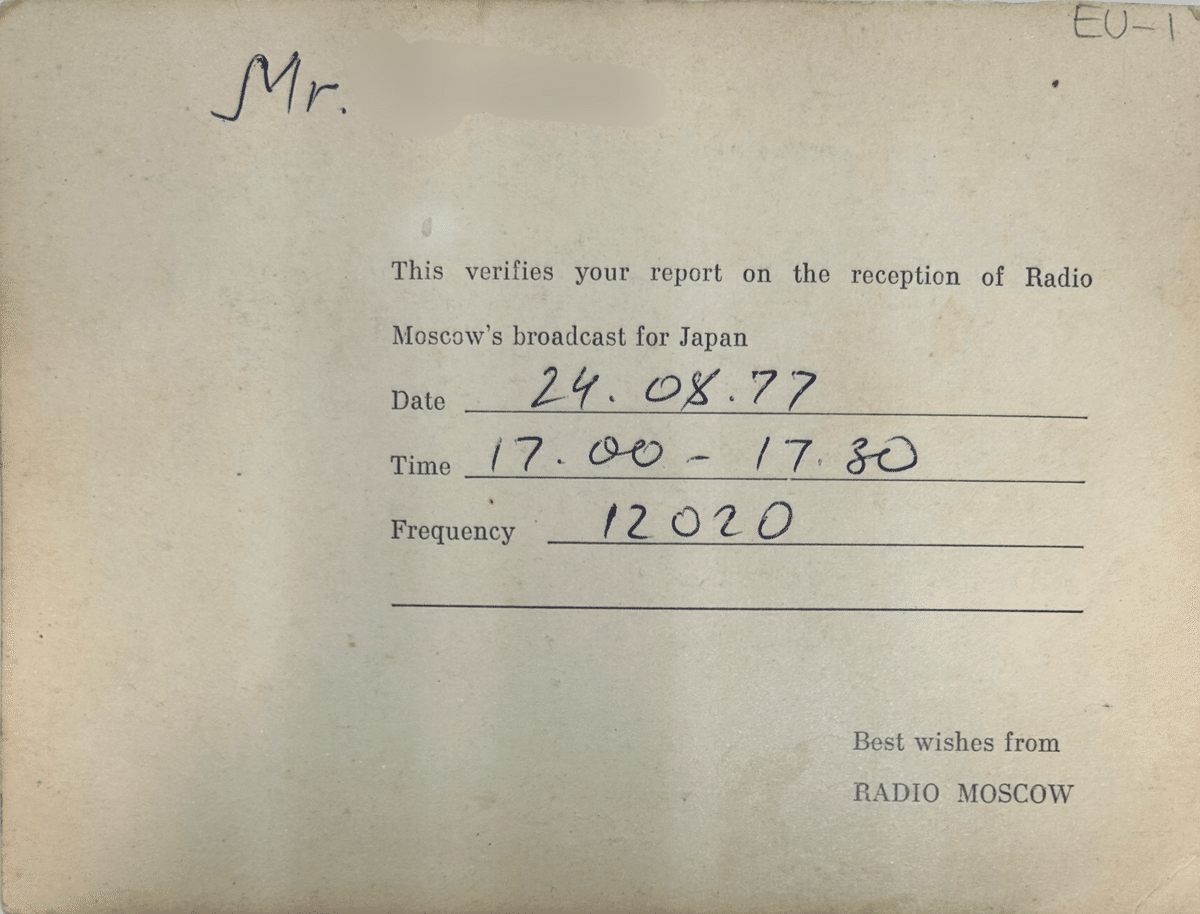 EU-1
Mr.
This verifies your report on the reception of Radio
Moscow's broadcast for Japan
Date 24.08.77
Time 17.00 - 17.30
Frequency 12020
Best wishes from
RADIO MOSCOW